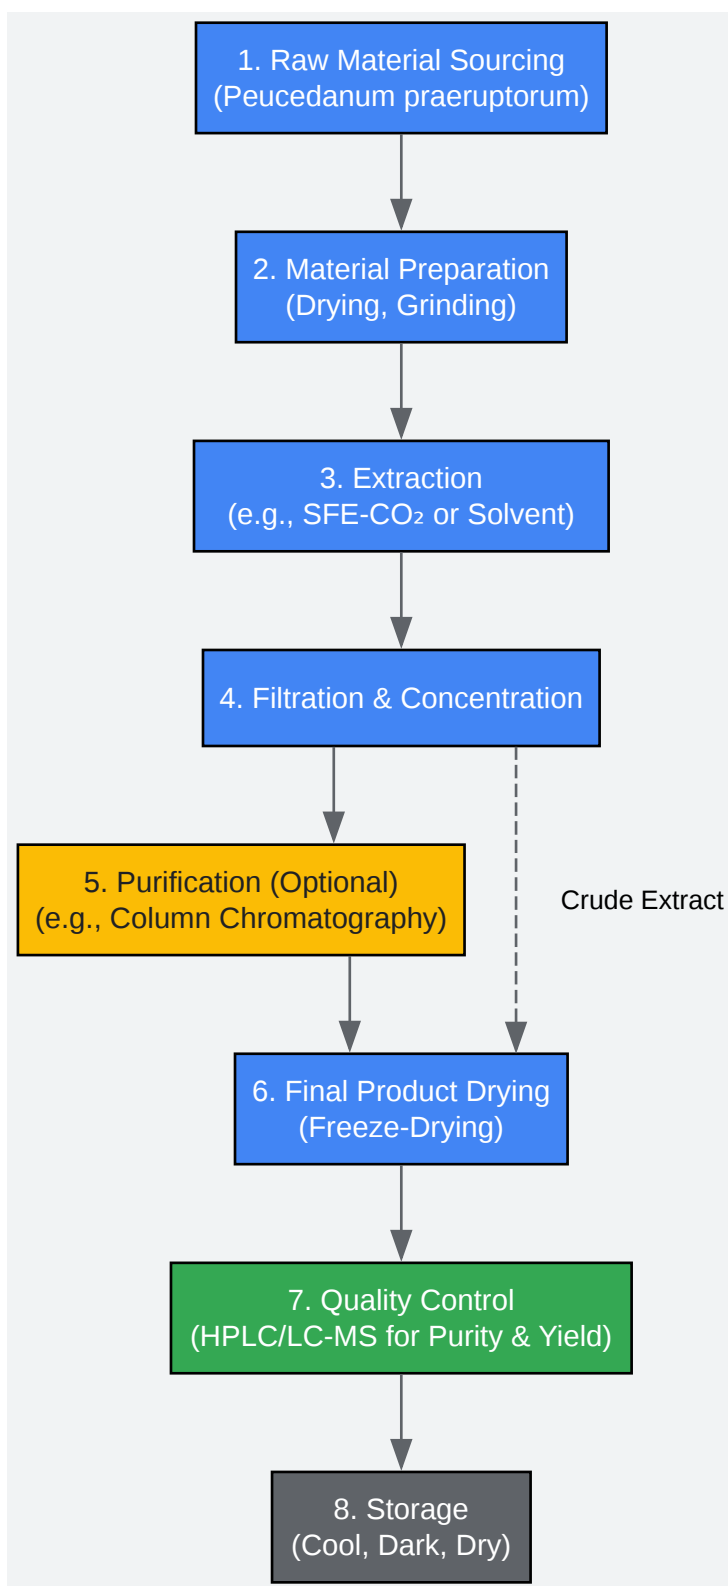 1. Raw Material Sourcing
(Peucedanum praeruptorum)
2. Material Preparation
(Drying, Grinding)
3. Extraction
(e.g., SFE-CO₂ or Solvent)
4. Filtration & Concentration
5. Purification (Optional)
(e.g., Column Chromatography)
Crude Extract
6. Final Product Drying
(Freeze-Drying)
7. Quality Control
(HPLC/LC-MS for Purity & Yield)
8. Storage
(Cool, Dark, Dry)